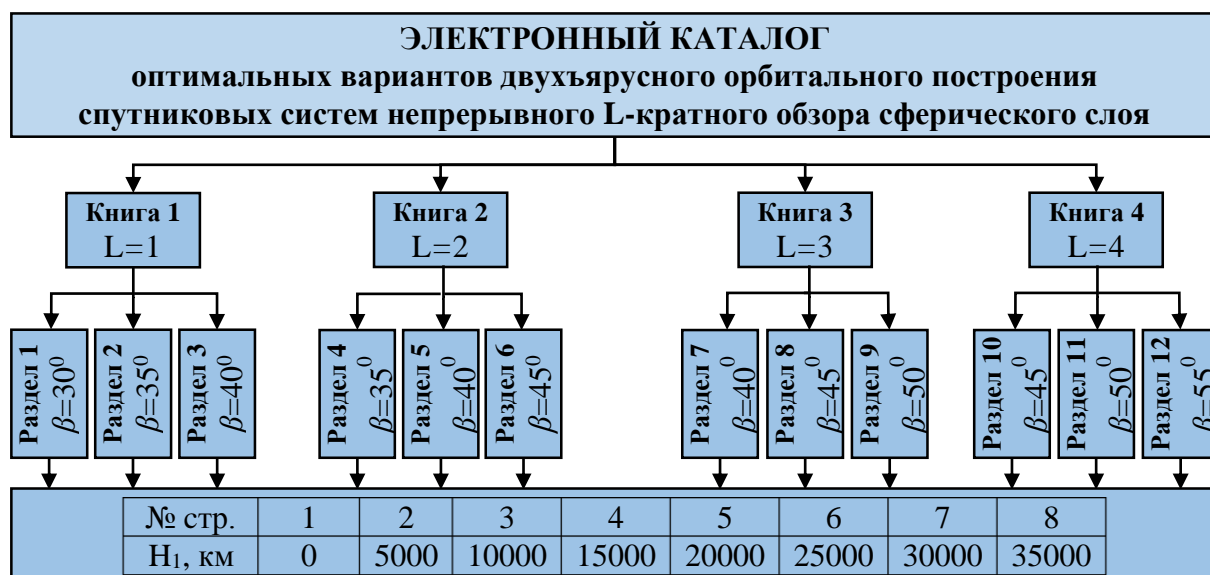 ЭЛЕКТРОННЫЙ КАТАЛОГ
оптимальных вариантов двухъярусного орбитального построения
спутниковых систем непрерывного L-кратного обзора сферического слоя
Книга 1
L=1
Книга 2
L=2
Книга 3
L=3
Книга 4
L=4
Раздел 1
β=30⁰
Раздел 2
β=35⁰
Раздел 3
β=40⁰
Раздел 4
β=35⁰
Раздел 5
β=40⁰
Раздел 6
β=45⁰
Раздел 7
β=40⁰
Раздел 8
β=45⁰
Раздел 9
β=50⁰
Раздел 10
β=45⁰
Раздел 11
β=50⁰
Раздел 12
β=55⁰
№ стр. 1 2 3 4 5 6 7 8
H₁, км 0 5000 10000 15000 20000 25000 30000 35000